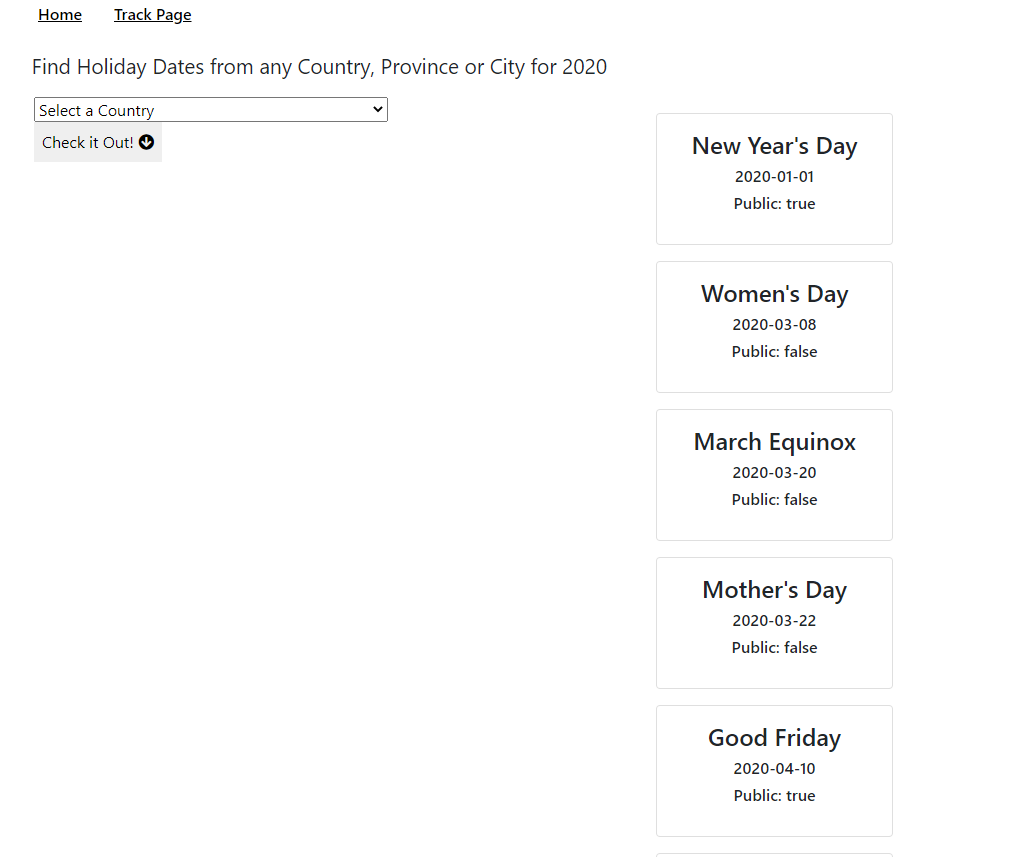 Home Track Page
Find Holiday Dates from any Country, Province or City for 2020
Select a Country
Check it Out!
New Year's Day
2020-01-01
Public: true
Women's Day
2020-03-08
Public: false
March Equinox
2020-03-20
Public: false
Mother's Day
2020-03-22
Public: false
Good Friday
2020-04-10
Public: true